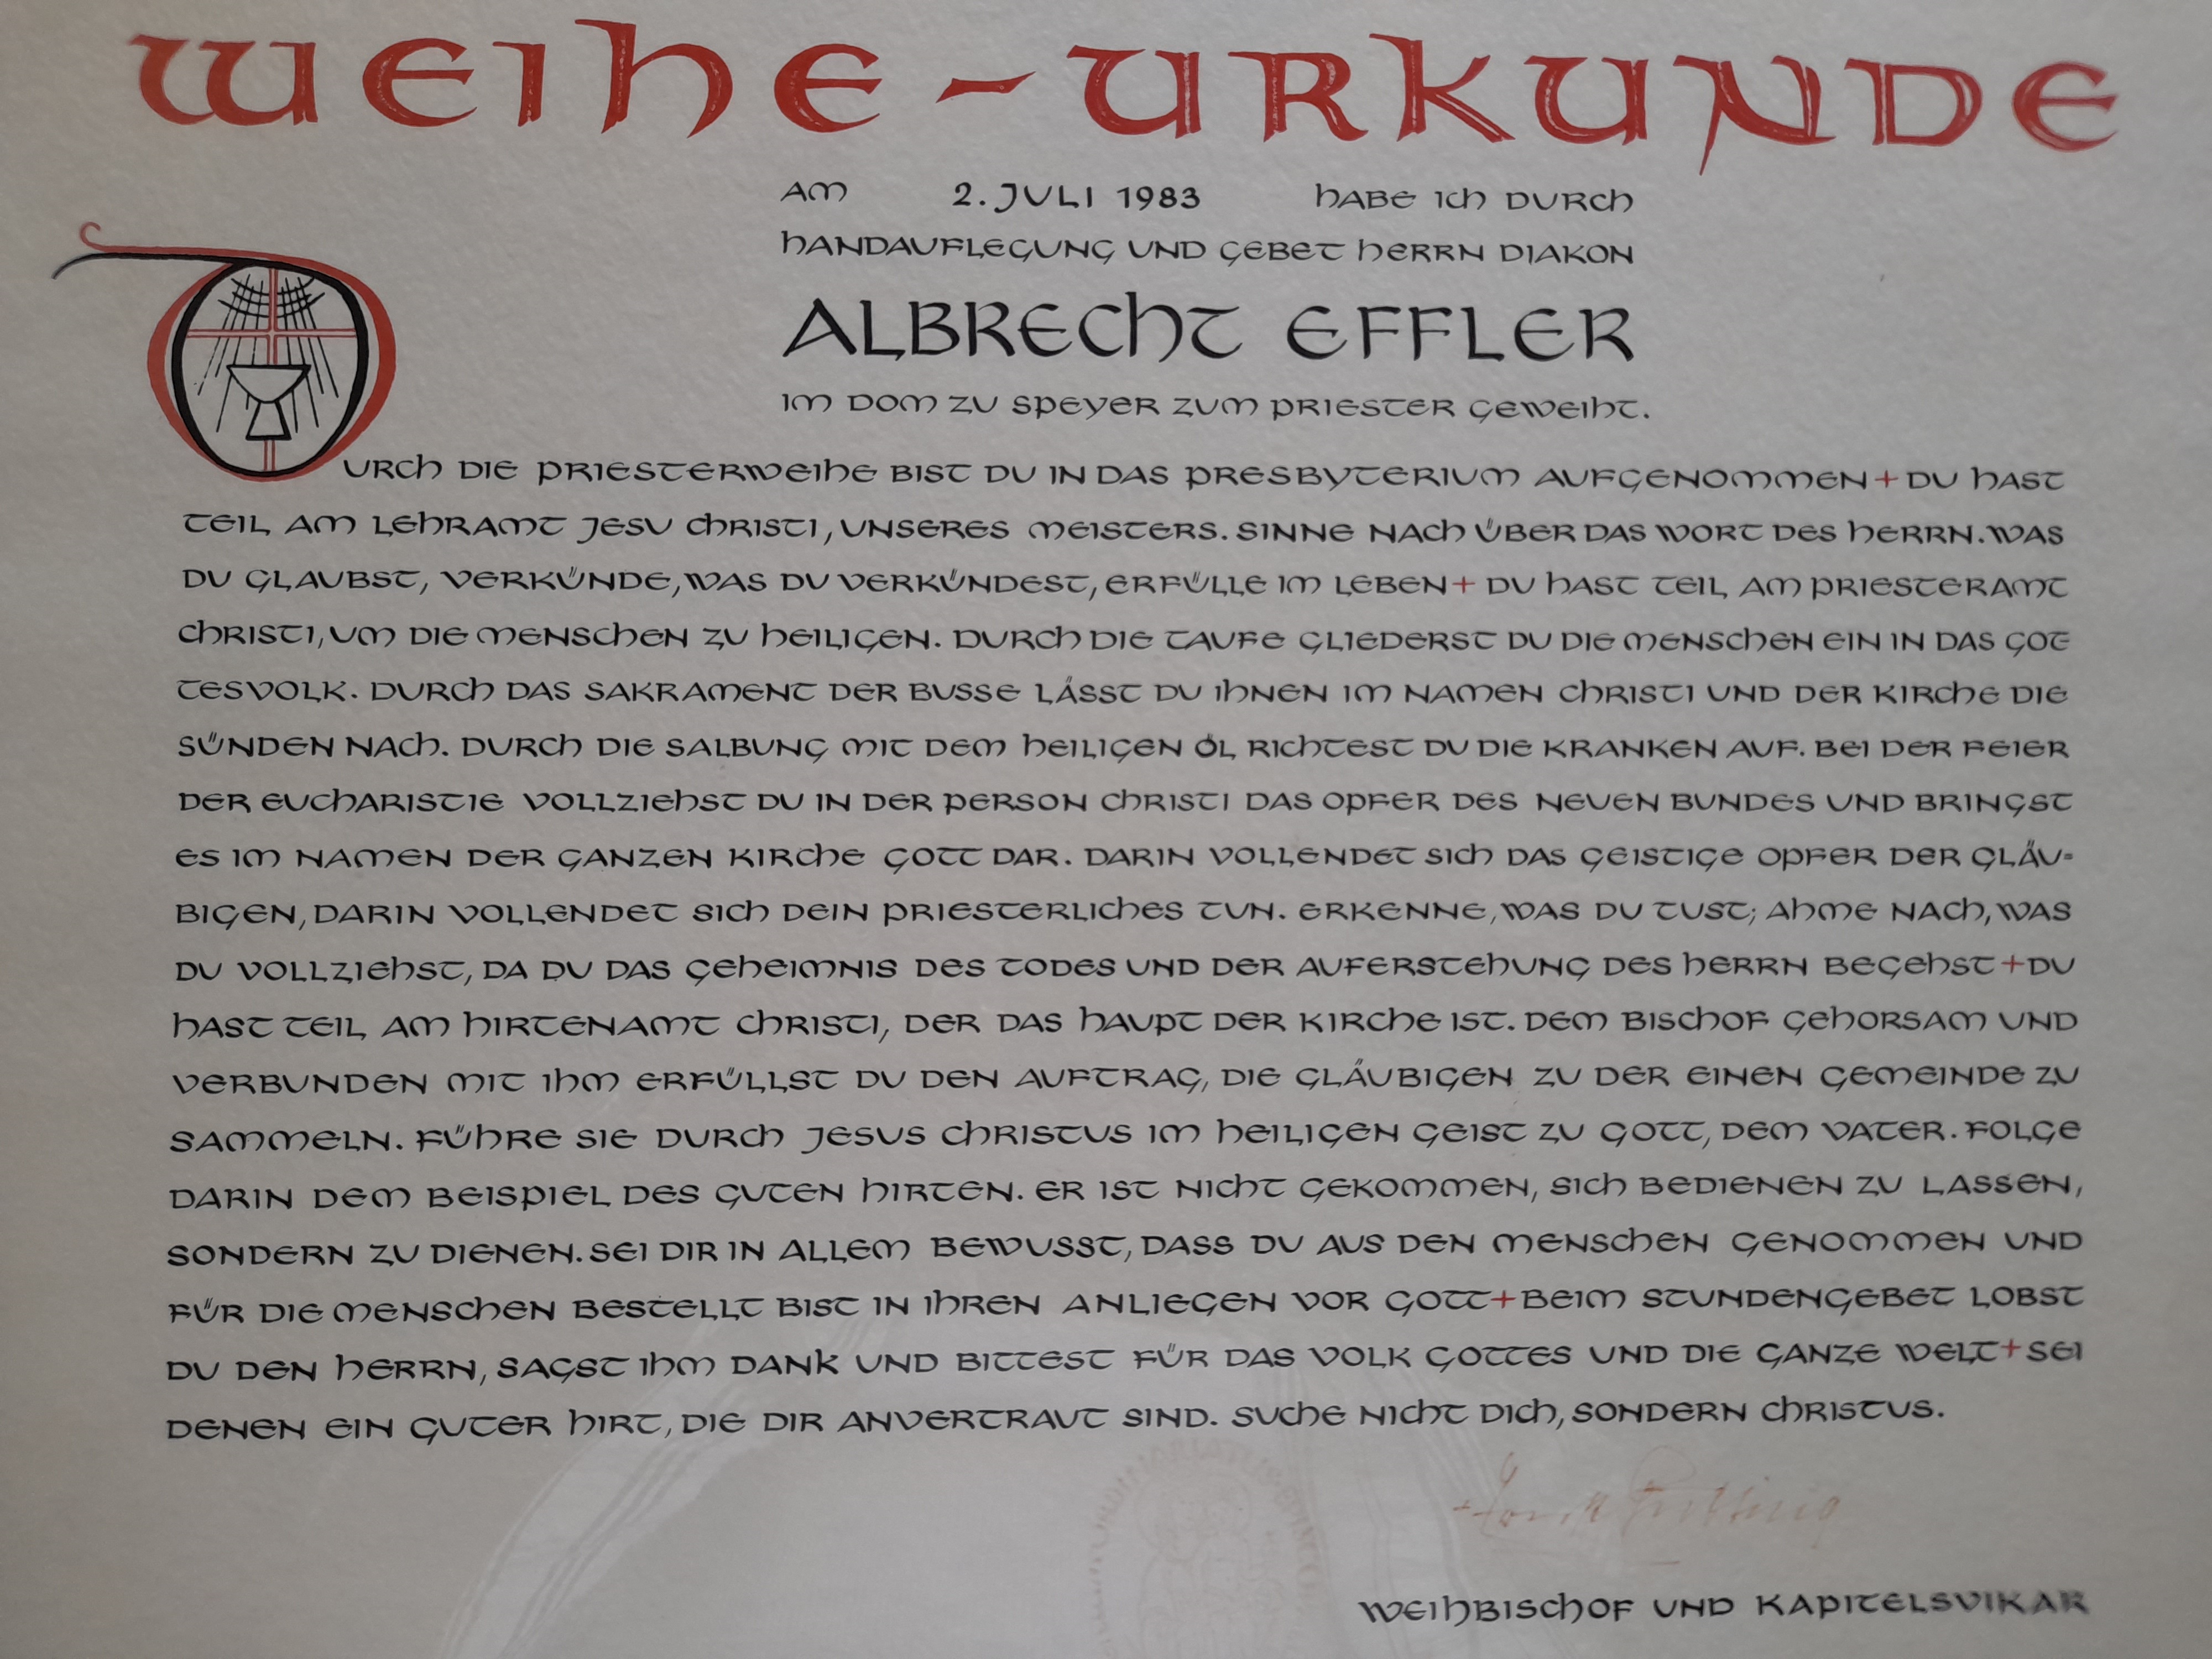 WEIHE-URKUNDE
AM 2. JULI 1983 HABE ICH DURCH
HANDAUFLEGUNG UND GEBET HERRN DIAKON
ALBRECHT EFFLER
IM DOM ZU SPEYER ZUM PRIESTER GEWEIHT.
DURCH DIE PRIESTERWEIHE BIST DU IN DAS PRESBYTERIUM AUFGENOMMEN + DU HAST
TEIL AM LEHRAMT JESU CHRISTI, UNSERES MEISTERS. SINNE NACH ÜBER DAS WORT DES HERRN. WAS
DU GLAUBST, VERKÜNDE, WAS DU VERKÜNDEST, ERFÜLLE IM LEBEN + DU HAST TEIL AM PRIESTERAMT
CHRISTI, UM DIE MENSCHEN ZU HEILIGEN. DURCH DIE TAUFE GLIEDERST DU DIE MENSCHEN EIN IN DAS GOT
TESVOLK. DURCH DAS SAKRAMENT DER BUSSE LÄSST DU IHNEN IM NAMEN CHRISTI UND DER KIRCHE DIE
SÜNDEN NACH. DURCH DIE SALBUNG MIT DEM HEILIGEN ÖL RICHTEST DU DIE KRANKEN AUF. BEI DER FEIER
DER EUCHARISTIE VOLLZIEHST DU IN DER PERSON CHRISTI DAS OPFER DES NEUEN BUNDES UND BRINGST
ES IM NAMEN DER GANZEN KIRCHE GOTT DAR. DARIN VOLLENDET SICH DAS GEISTIGE OPFER DER GLÄU=
BIGEN, DARIN VOLLENDET SICH DEIN PRIESTERLICHES TUN. ERKENNE, WAS DU TUST; AHME NACH, WAS
DU VOLLZIEHST, DA DU DAS GEHEIMNIS DES TODES UND DER AUFERSTEHUNG DES HERRN BEGEHST + DU
HAST TEIL AM HIRTENAMT CHRISTI, DER DAS HAUPT DER KIRCHE IST. DEM BISCHOF GEHORSAM UND
VERBUNDEN MIT IHM ERFÜLLST DU DEN AUFTRAG, DIE GLÄUBIGEN ZU DER EINEN GEMEINDE ZU
SAMMELN. FÜHRE SIE DURCH JESUS CHRISTUS IM HEILIGEN GEIST ZU GOTT, DEM VATER. FOLGE
DARIN DEM BEISPIEL DES GUTEN HIRTEN. ER IST NICHT GEKOMMEN, SICH BEDIENEN ZU LASSEN,
SONDERN ZU DIENEN. SEI DIR IN ALLEM BEWUSST, DASS DU AUS DEN MENSCHEN GENOMMEN UND
FÜR DIE MENSCHEN BESTELLT BIST IN IHREN ANLIEGEN VOR GOTT + BEIM STUNDENGEBET LOBST
DU DEN HERRN, SAGST IHM DANK UND BITTEST FÜR DAS VOLK GOTTES UND DIE GANZE WELT + SEI
DENEN EIN GUTER HIRT, DIE DIR ANVERTRAUT SIND. SUCHE NICHT DICH, SONDERN CHRISTUS.
WEIHBISCHOF UND KAPITELSVIKAR